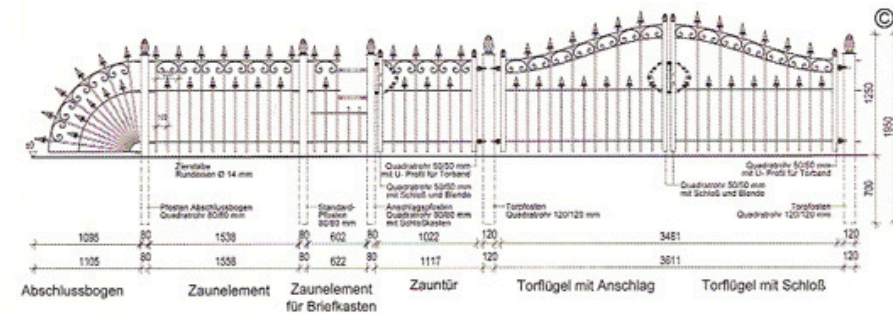 ©
1250
1950
700
Zierstäbe
Rundeisen Ø 14 mm
Quadratrohr 50/50 mm
mit U- Profil für Torband
Quadratrohr 50/50 mm
mit Schloß und Blende
Quadratrohr 50/50 mm
mit U- Profil für Torband
Quadratrohr 50/50 mm
mit Schloß und Blende
Pfosten Abschlussbogen
Quadratrohr 80/80 mm
Standard-
Pfosten
80/80 mm
Anschlagspfosten
Quadratrohr 80/80 mm
mit Schloßkasten
Torpfosten
Quadratrohr 120/120 mm
Torpfosten
Quadratrohr 120/120 mm
1095 80 1538 80 602 80 1022 120 3481 120
1105 80 1558 80 622 80 1117 120 3611 120
Abschlussbogen
Zaunelement
Zaunelement
für Briefkasten
Zauntür
Torflügel mit Anschlag
Torflügel mit Schloß